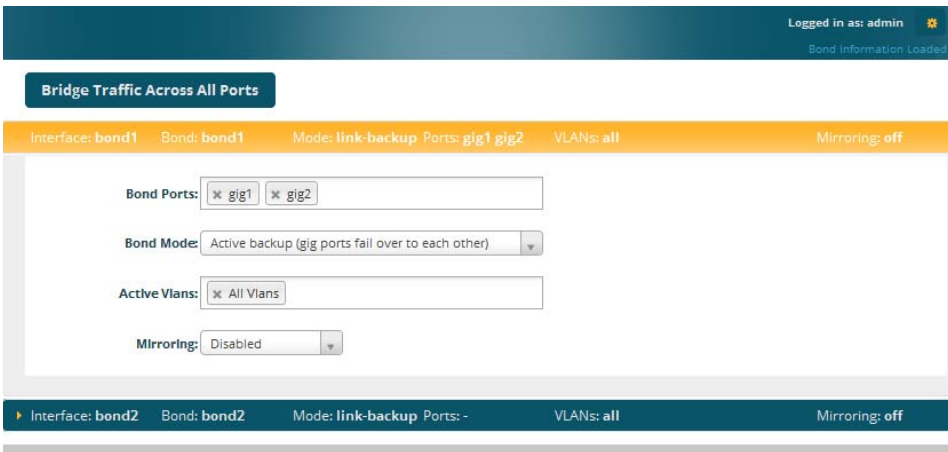 Logged in as: admin
Bond Information Loaded
Bridge Traffic Across All Ports
Interface: bond1 Bond: bond1 Mode: link-backup Ports: gig1 gig2 VLANs: all Mirroring: off
Bond Ports: × gig1 × gig2
Bond Mode: Active backup (gig ports fail over to each other)
Active Vlans: × All Vlans
Mirroring: Disabled
Interface: bond2 Bond: bond2 Mode: link-backup Ports: - VLANs: all Mirroring: off